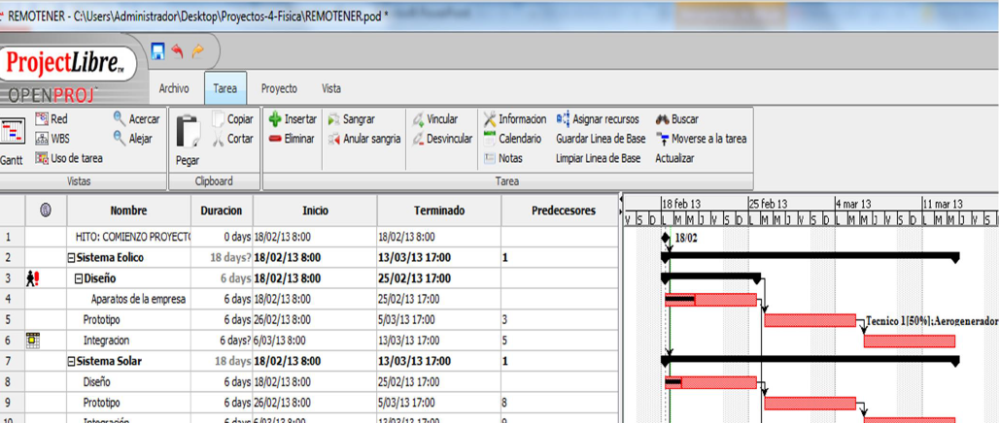 REMOTENER - C:\Users\Administrador\Desktop\Proyectos-4-Fisica\REMOTENER.pod *
ProjectLibre TM
OPENPROJ
Archivo Tarea Proyecto Vista
Gantt
Red
WBS
Uso de tarea
Acercar
Alejar
Vistas
Pegar
Copiar
Cortar
Clipboard
Insertar
Eliminar
Sangrar
Anular sangria
Vincular
Desvincular
Informacion
Calendario
Notas
Asignar recursos
Guardar Linea de Base
Limpiar Linea de Base
Buscar
Moverse a la tarea
Actualizar
Tarea
Nombre Duracion Inicio Terminado Predecesores
18 feb 13 25 feb 13 4 mar 13 11 mar 13
V S D L M M J V S D L M M J V S D L M M J V S D L M M J V S
1 HITO: COMIENZO PROYECTO 0 days 18/02/13 8:00 18/02/13 8:00
18/02
2 Sistema Eolico 18 days? 18/02/13 8:00 13/03/13 17:00 1
3 Diseño 6 days 18/02/13 8:00 25/02/13 17:00
4 Aparatos de la empresa 6 days 18/02/13 8:00 25/02/13 17:00
5 Prototipo 6 days 26/02/13 8:00 5/03/13 17:00 3
Tecnico 1[50%];Aerogenerador
6 Integracion 6 days? 6/03/13 8:00 13/03/13 17:00 5
7 Sistema Solar 18 days 18/02/13 8:00 13/03/13 17:00 1
8 Diseño 6 days 18/02/13 8:00 25/02/13 17:00
9 Prototipo 6 days 26/02/13 8:00 5/03/13 17:00 8
10 Integración 6 days 6/03/13 8:00 13/03/13 17:00 9